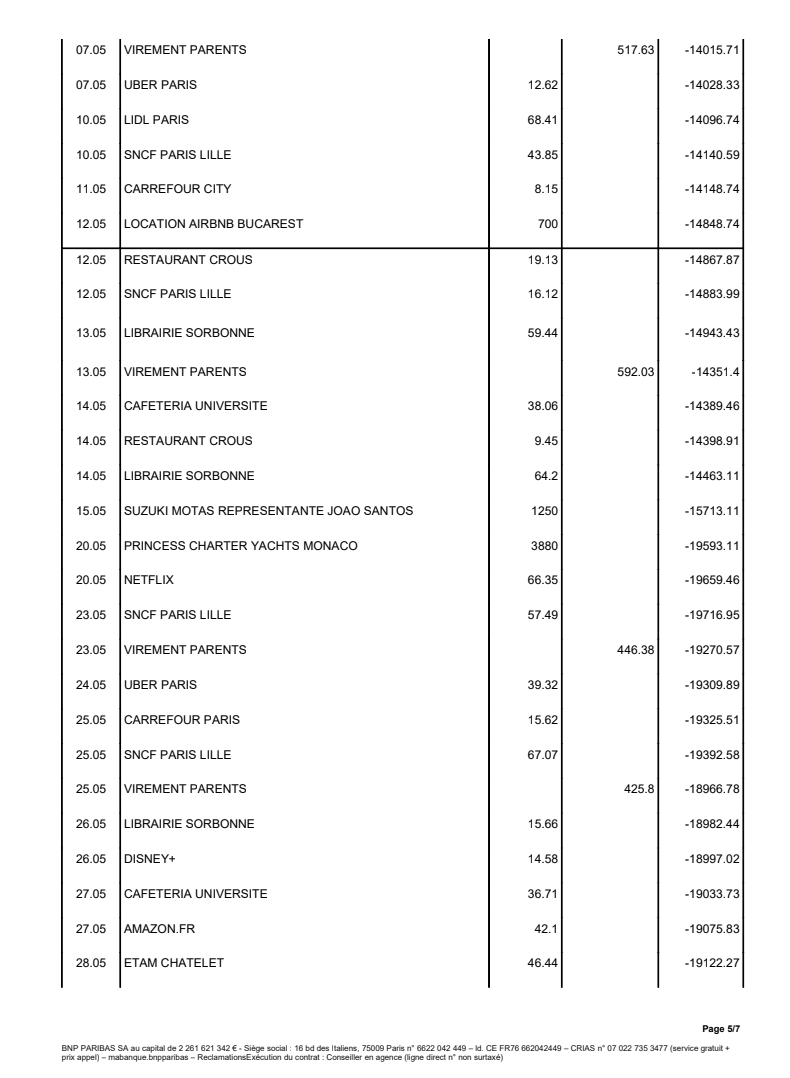 07.05 VIREMENT PARENTS 517.63 -14015.71
07.05 UBER PARIS 12.62 -14028.33
10.05 LIDL PARIS 68.41 -14096.74
10.05 SNCF PARIS LILLE 43.85 -14140.59
11.05 CARREFOUR CITY 8.15 -14148.74
12.05 LOCATION AIRBNB BUCAREST 700 -14848.74
12.05 RESTAURANT CROUS 19.13 -14867.87
12.05 SNCF PARIS LILLE 16.12 -14883.99
13.05 LIBRAIRIE SORBONNE 59.44 -14943.43
13.05 VIREMENT PARENTS 592.03 -14351.4
14.05 CAFETERIA UNIVERSITE 38.06 -14389.46
14.05 RESTAURANT CROUS 9.45 -14398.91
14.05 LIBRAIRIE SORBONNE 64.2 -14463.11
15.05 SUZUKI MOTAS REPRESENTANTE JOAO SANTOS 1250 -15713.11
20.05 PRINCESS CHARTER YACHTS MONACO 3880 -19593.11
20.05 NETFLIX 66.35 -19659.46
23.05 SNCF PARIS LILLE 57.49 -19716.95
23.05 VIREMENT PARENTS 446.38 -19270.57
24.05 UBER PARIS 39.32 -19309.89
25.05 CARREFOUR PARIS 15.62 -19325.51
25.05 SNCF PARIS LILLE 67.07 -19392.58
25.05 VIREMENT PARENTS 425.8 -18966.78
26.05 LIBRAIRIE SORBONNE 15.66 -18982.44
26.05 DISNEY+ 14.58 -18997.02
27.05 CAFETERIA UNIVERSITE 36.71 -19033.73
27.05 AMAZON.FR 42.1 -19075.83
28.05 ETAM CHATELET 46.44 -19122.27
Page 5/7
BNP PARIBAS SA au capital de 2 261 621 342 € - Siège social : 16 bd des Italiens, 75009 Paris n° 6622 042 449 – Id. CE FR76 662042449 – CRIAS n° 07 022 735 3477 (service gratuit +
prix appel) – mabanque.bnpparibas – ReclamationsExécution du contrat : Conseiller en agence (ligne direct n° non surtaxé)